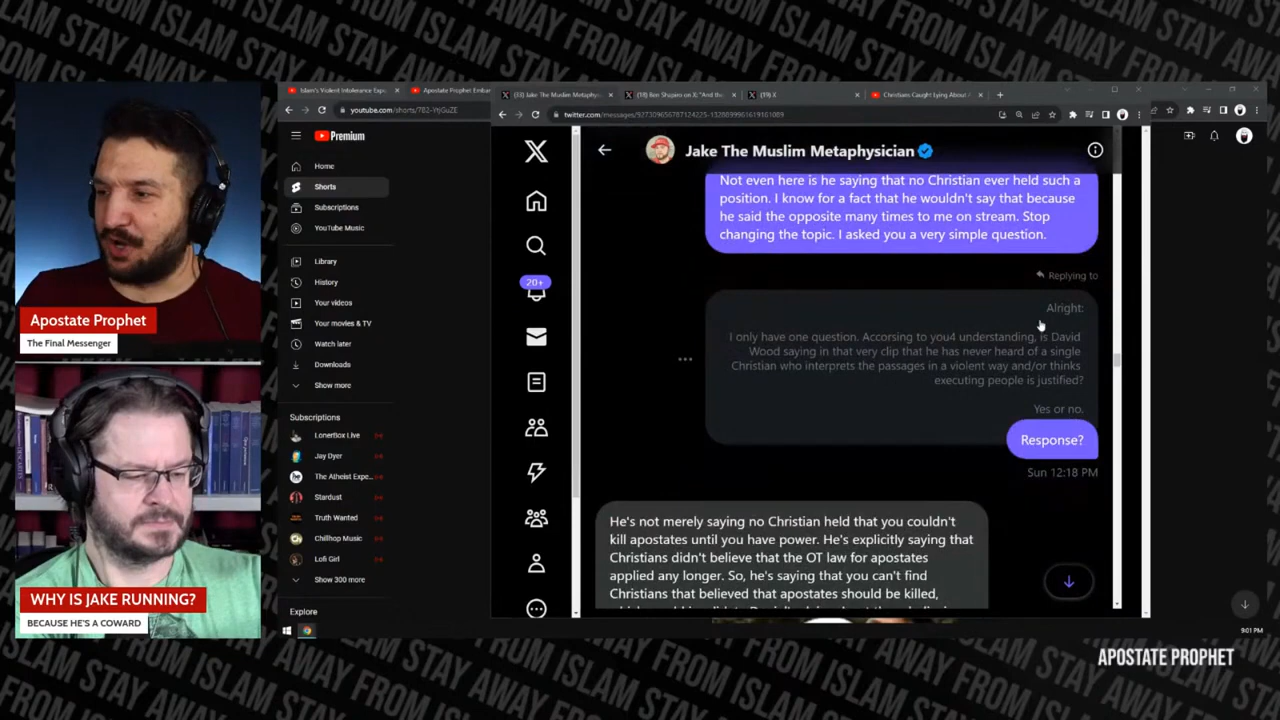 ISLAM STAY AWAY FROM ISLAM STAY AWAY FROM ISLAM STAY AWAY FROM ISLAM
Apostate Prophet
The Final Messenger
WHY IS JAKE RUNNING?
BECAUSE HE'S A COWARD
Islam's Violent Intolerance Expo
Apostate Prophet Embar
youtube.com/shorts/782-YtjGuZE
Premium
Home
Shorts
Subscriptions
YouTube Music
Library
History
Your videos
Your movies & TV
Watch later
Downloads
Show more
Subscriptions
LonerBox Live
Jay Dyer
The Atheist Expe...
Stardust
Truth Wanted
Chillhop Music
Lofi Girl
Show 300 more
Explore
(33) Jake The Muslim Metaphysic
(18) Ben Shapiro on X: "And the
(19) X
Christians Caught Lying About A
20+
Jake The Muslim Metaphysician
Not even here is he saying that no Christian ever held such a
position. I know for a fact that he wouldn't say that because
he said the opposite many times to me on stream. Stop
changing the topic. I asked you a very simple question.
Replying to
Alright:
I only have one question. According to you4 understanding, is David
Wood saying in that very clip that he has never heard of a single
Christian who interprets the passages in a violent way and/or thinks
executing people is justified?
Yes or no.
Response?
Sun 12:18 PM
He's not merely saying no Christian held that you couldn't
kill apostates until you have power. He's explicitly saying that
Christians didn't believe that the OT law for apostates
applied any longer. So, he's saying that you can't find
Christians that believed that apostates should be killed,
9:01 PM
APOSTATE PROPHET